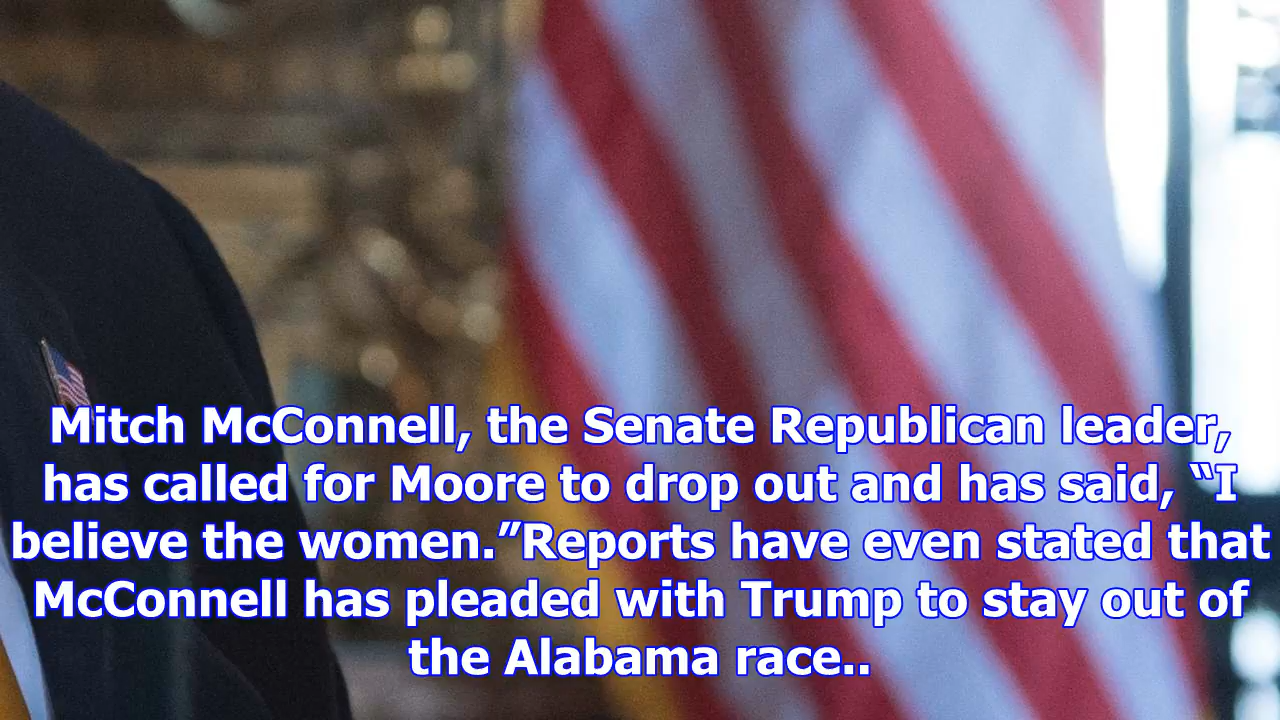 Mitch McConnell, the Senate Republican leader,
has called for Moore to drop out and has said, “I
believe the women.”Reports have even stated that
McConnell has pleaded with Trump to stay out of
the Alabama race..